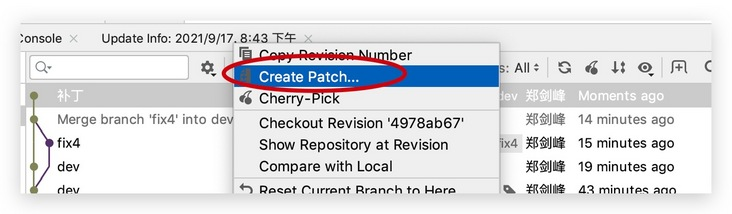 Console × Update Info: 2021/9/17, 8:43 下午 ×
Copy Revision Number
s: All
Create Patch...
补丁 dev 郑剑峰 Moments ago
Cherry-Pick
Merge branch 'fix4' into dev 郑剑峰 14 minutes ago
Checkout Revision '4978ab67'
fix4 fix4 郑剑峰 15 minutes ago
Show Repository at Revision
dev 郑剑峰 19 minutes ago
Compare with Local
dev 郑剑峰 43 minutes ago
Reset Current Branch to Here...